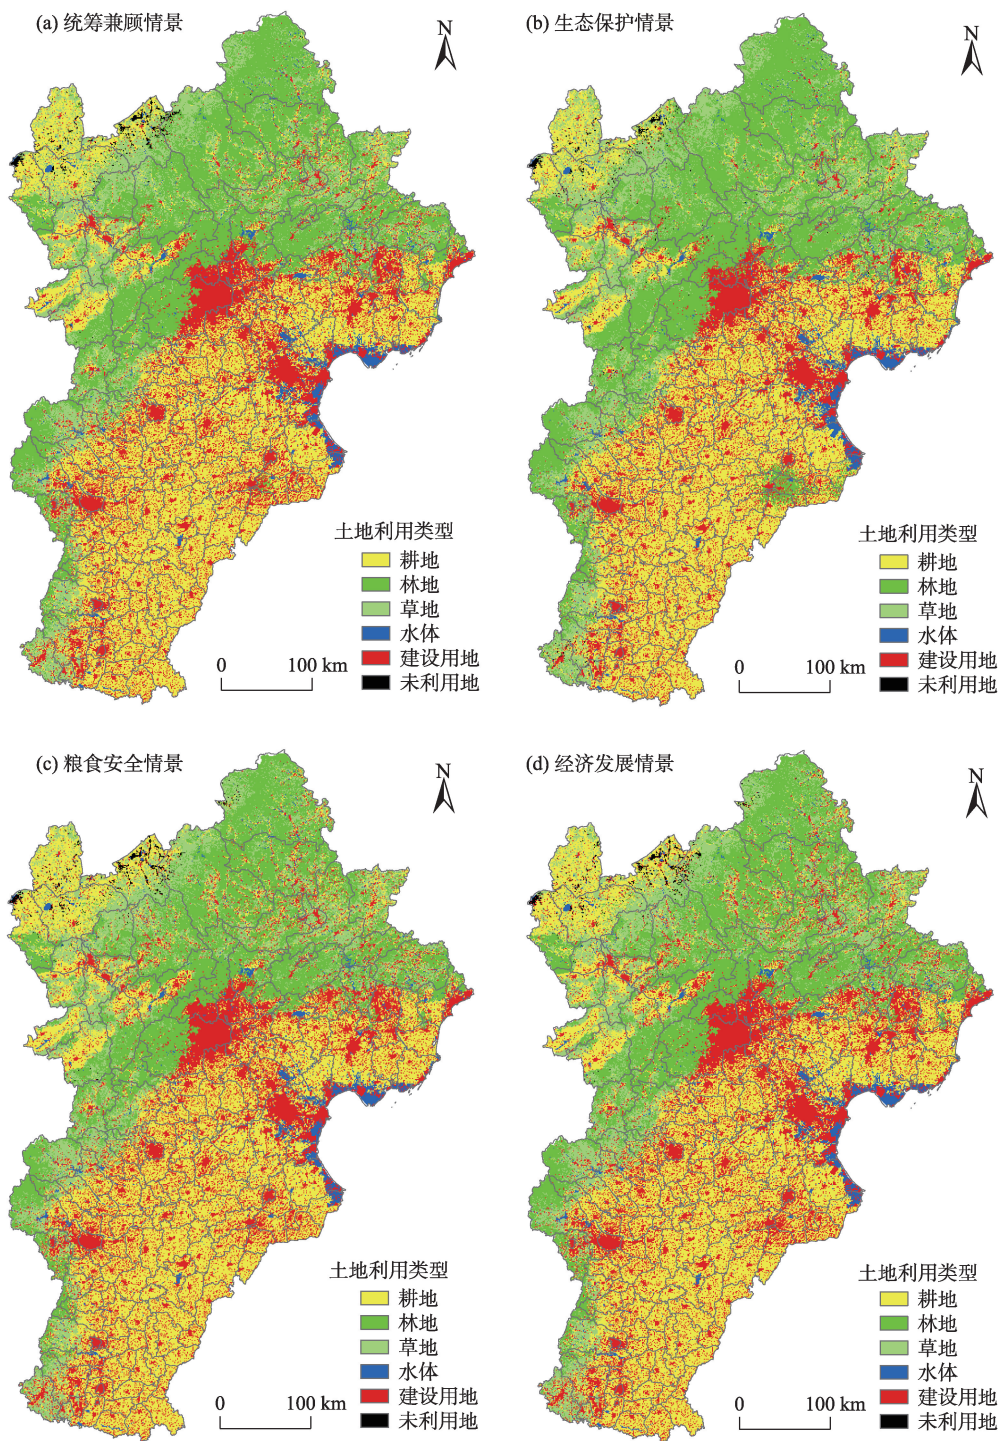 (a) 统筹兼顾情景
N
土地利用类型
耕地
林地
草地
水体
建设用地
未利用地
0 100 km
(b) 生态保护情景
N
土地利用类型
耕地
林地
草地
水体
建设用地
未利用地
0 100 km
(c) 粮食安全情景
N
土地利用类型
耕地
林地
草地
水体
建设用地
未利用地
0 100 km
(d) 经济发展情景
N
土地利用类型
耕地
林地
草地
水体
建设用地
未利用地
0 100 km